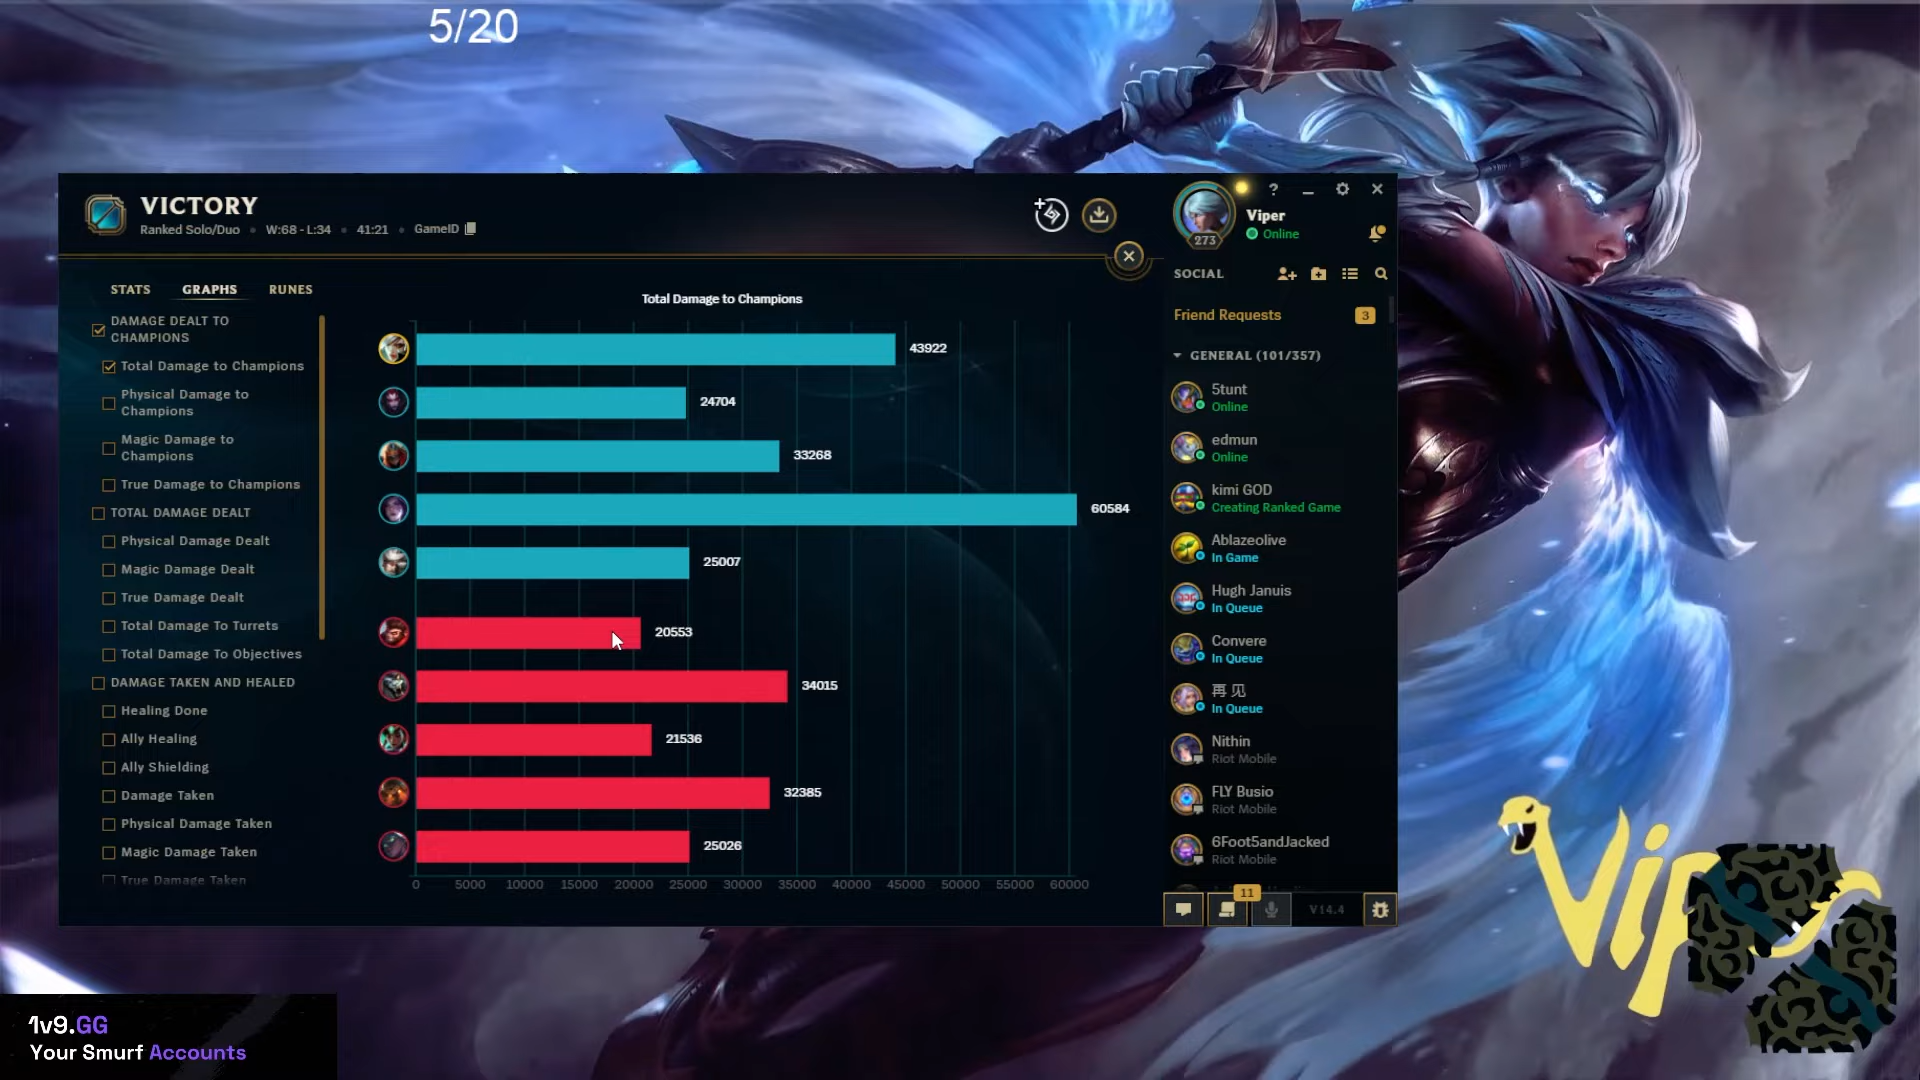 5/20
VICTORY
Ranked Solo/Duo • W:68 - L:34 • 41:21 • GameID
STATS GRAPHS RUNES
DAMAGE DEALT TO
CHAMPIONS
Total Damage to Champions
Physical Damage to
Champions
Magic Damage to
Champions
True Damage to Champions
TOTAL DAMAGE DEALT
Physical Damage Dealt
Magic Damage Dealt
True Damage Dealt
Total Damage To Turrets
Total Damage To Objectives
DAMAGE TAKEN AND HEALED
Healing Done
Ally Healing
Ally Shielding
Damage Taken
Physical Damage Taken
Magic Damage Taken
True Damage Taken
Total Damage to Champions
43922
24704
33268
60584
25007
20553
34015
21536
32385
25026
0 5000 10000 15000 20000 25000 30000 35000 40000 45000 50000 55000 60000
?
273
Viper
Online
SOCIAL
Friend Requests 3
GENERAL (101/357)
5tunt
Online
edmun
Online
kimi GOD
Creating Ranked Game
Ablazeolive
In Game
Hugh Januis
In Queue
Convere
In Queue
再 见
In Queue
Nithin
Riot Mobile
FLY Busio
Riot Mobile
6Foot5andJacked
Riot Mobile
11
V14.4
1v9.GG
Your Smurf Accounts